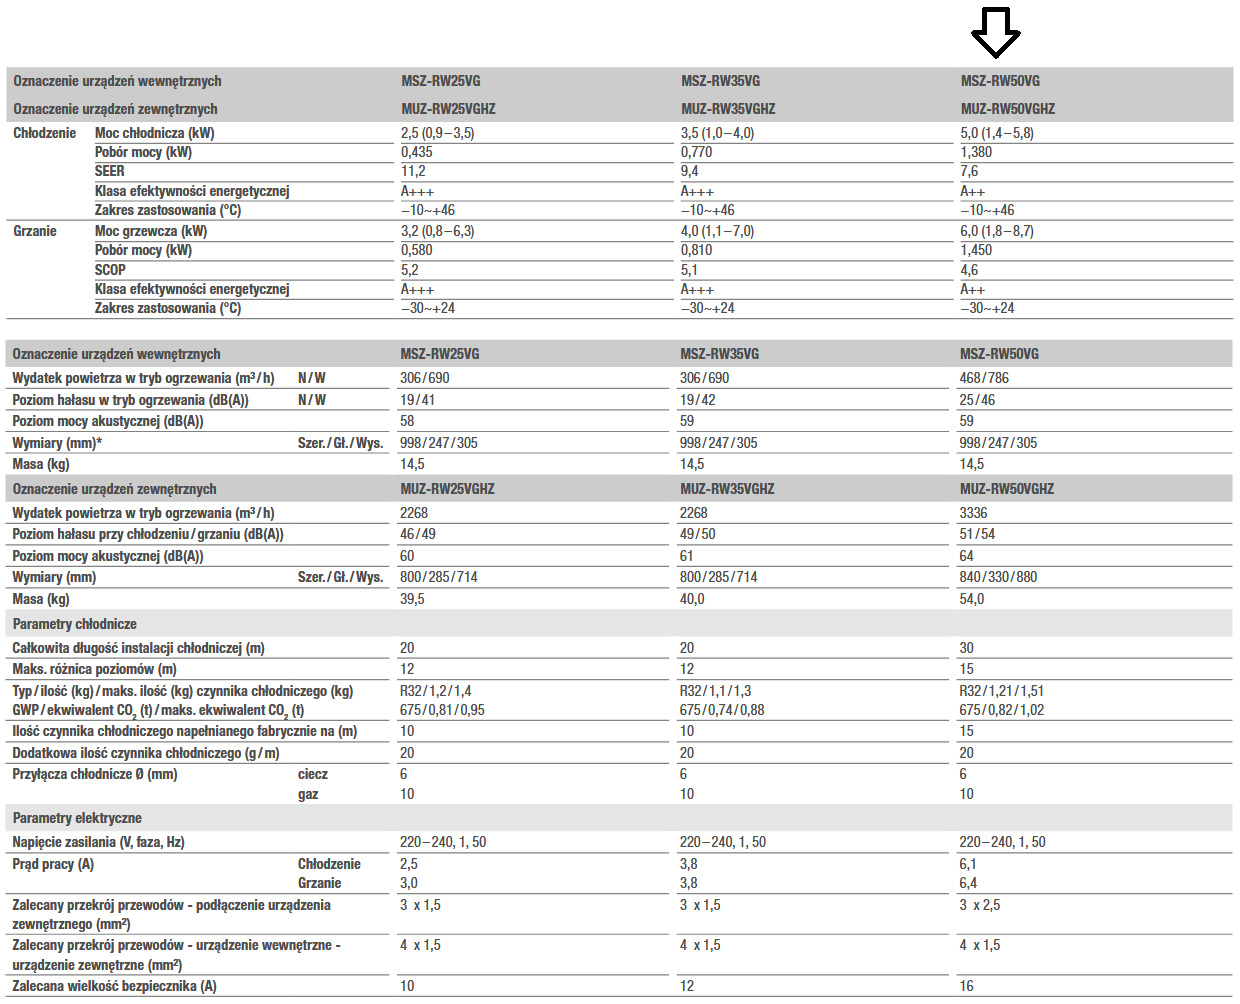 Oznaczenie urządzeń wewnętrznych MSZ-RW25VG MSZ-RW35VG MSZ-RW50VG
Oznaczenie urządzeń zewnętrznych MUZ-RW25VGHZ MUZ-RW35VGHZ MUZ-RW50VGHZ
Chłodzenie Moc chłodnicza (kW) 2,5 (0,9–3,5) 3,5 (1,0–4,0) 5,0 (1,4–5,8)
Pobór mocy (kW) 0,435 0,770 1,380
SEER 11,2 9,4 7,6
Klasa efektywności energetycznej A+++ A+++ A++
Zakres zastosowania (°C) –10~+46 –10~+46 –10~+46
Grzanie Moc grzewcza (kW) 3,2 (0,8–6,3) 4,0 (1,1–7,0) 6,0 (1,8–8,7)
Pobór mocy (kW) 0,580 0,810 1,450
SCOP 5,2 5,1 4,6
Klasa efektywności energetycznej A+++ A+++ A++
Zakres zastosowania (°C) –30~+24 –30~+24 –30~+24
Oznaczenie urządzeń wewnętrznych MSZ-RW25VG MSZ-RW35VG MSZ-RW50VG
Wydatek powietrza w tryb ogrzewania (m³/h) N/W 306/690 306/690 468/786
Poziom hałasu w tryb ogrzewania (dB(A)) N/W 19/41 19/42 25/46
Poziom mocy akustycznej (dB(A)) 58 59 59
Wymiary (mm)* Szer./Gł./Wys. 998/247/305 998/247/305 998/247/305
Masa (kg) 14,5 14,5 14,5
Oznaczenie urządzeń zewnętrznych MUZ-RW25VGHZ MUZ-RW35VGHZ MUZ-RW50VGHZ
Wydatek powietrza w tryb ogrzewania (m³/h) 2268 2268 3336
Poziom hałasu przy chłodzeniu/grzaniu (dB(A)) 46/49 49/50 51/54
Poziom mocy akustycznej (dB(A)) 60 61 64
Wymiary (mm) Szer./Gł./Wys. 800/285/714 800/285/714 840/330/880
Masa (kg) 39,5 40,0 54,0
Parametry chłodnicze
Całkowita długość instalacji chłodniczej (m) 20 20 30
Maks. różnica poziomów (m) 12 12 15
Typ/ilość (kg)/maks. ilość (kg) czynnika chłodniczego (kg) R32/1,2/1,4 R32/1,1/1,3 R32/1,21/1,51
GWP/ekwiwalent CO₂ (t)/maks. ekwiwalent CO₂ (t) 675/0,81/0,95 675/0,74/0,88 675/0,82/1,02
Ilość czynnika chłodniczego napełnianego fabrycznie na (m) 10 10 15
Dodatkowa ilość czynnika chłodniczego (g/m) 20 20 20
Przyłącza chłodnicze Ø (mm) ciecz 6 6 6
gaz 10 10 10
Parametry elektryczne
Napięcie zasilania (V, faza, Hz) 220–240, 1, 50 220–240, 1, 50 220–240, 1, 50
Prąd pracy (A) Chłodzenie 2,5 3,8 6,1
Grzanie 3,0 3,8 6,4
Zalecany przekrój przewodów - podłączenie urządzenia 3 x 1,5 3 x 1,5 3 x 2,5
zewnętrznego (mm²)
Zalecany przekrój przewodów - urządzenie wewnętrzne - 4 x 1,5 4 x 1,5 4 x 1,5
urządzenie zewnętrzne (mm²)
Zalecana wielkość bezpiecznika (A) 10 12 16